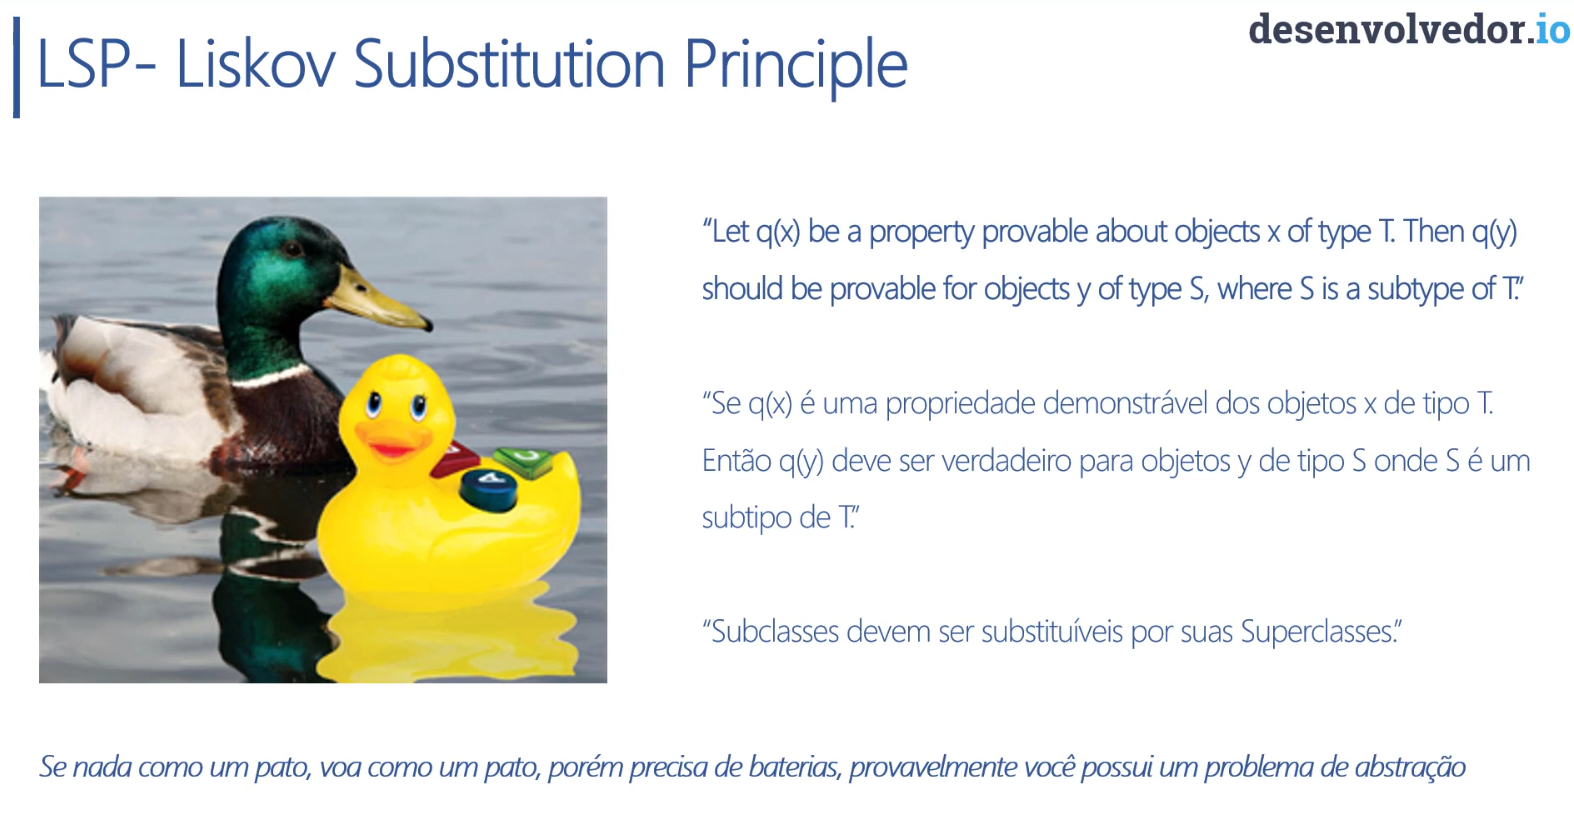 desenvolvedor.io
LSP- Liskov Substitution Principle
“Let q(x) be a property provable about objects x of type T. Then q(y)
should be provable for objects y of type S, where S is a subtype of T.”
“Se q(x) é uma propriedade demonstrável dos objetos x de tipo T.
Então q(y) deve ser verdadeiro para objetos y de tipo S onde S é um
subtipo de T.”
“Subclasses devem ser substituíveis por suas Superclasses.”
A
C
Se nada como um pato, voa como um pato, porém precisa de baterias, provavelmente você possui um problema de abstração